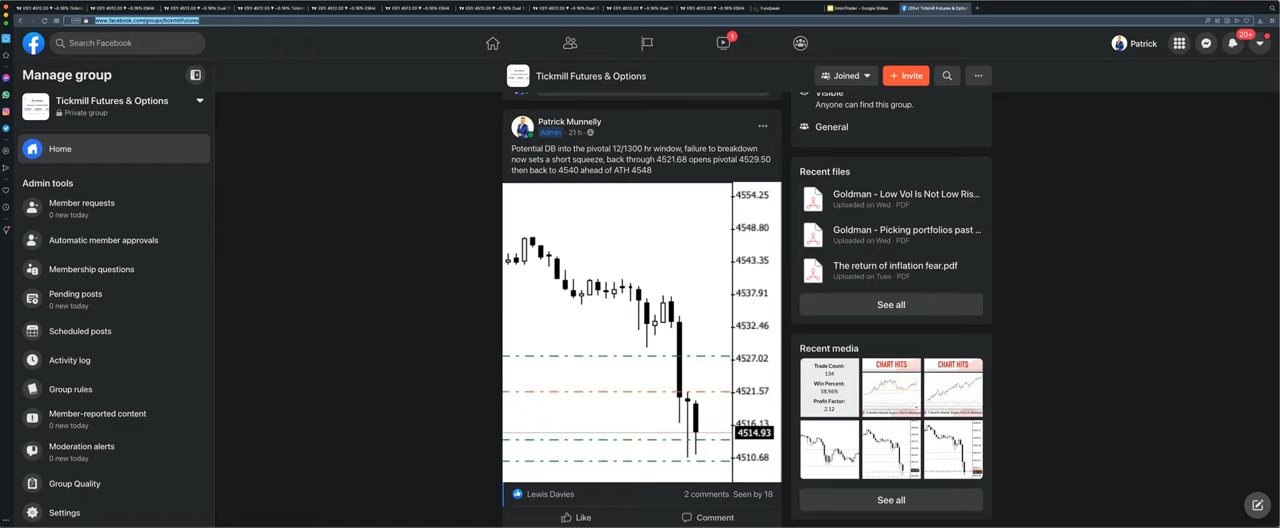 www.facebook.com/groups/tickmillfutures
Search Facebook
1
Patrick
20+
Manage group
Tickmill Futures & Options
Private group
Home
Admin tools
Member requests
0 new today
Automatic member approvals
Membership questions
Pending posts
0 new today
Scheduled posts
Activity log
Group rules
Member-reported content
0 new today
Moderation alerts
0 new today
Group Quality
Settings
Tickmill Futures & Options
Joined
+ Invite
Patrick Munnelly
Admin · 21 h ·
Potential DB into the pivotal 12/1300 hr window, failure to breakdown
now sets a short squeeze, back through 4521.68 opens pivotal 4529.50
then back to 4540 ahead of ATH 4548
4554.25
4548.80
4543.35
4537.91
4532.46
4527.02
4521.57
4516.13
4514.93
4510.68
Lewis Davies
2 comments Seen by 18
Like
Comment
Visible
Anyone can find this group.
General
Recent files
Goldman - Low Vol Is Not Low Ris...
Uploaded on Wed · PDF
Goldman - Picking portfolios past ...
Uploaded on Wed · PDF
The return of inflation fear.pdf
Uploaded on Tues · PDF
See all
Recent media
Trade Count:
134
Win Percent:
58.96%
Profit Factor:
2.12
CHART HITS
CHART HITS
See all